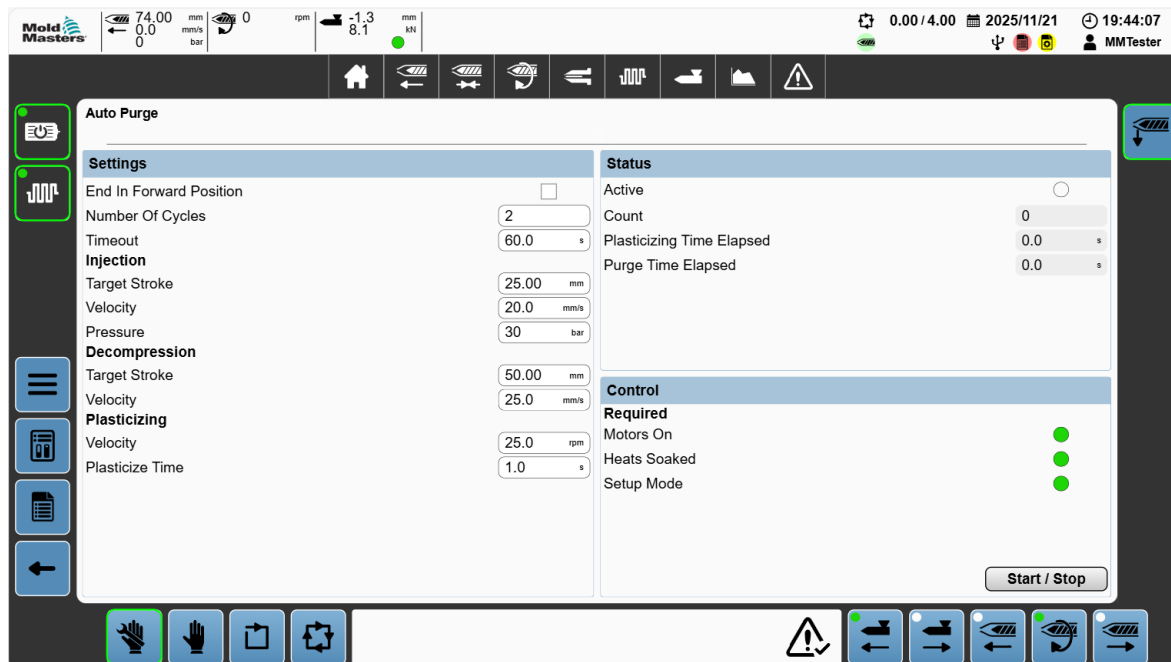 Mold
Masters
74.00 mm
0.0 mm/s
0 bar
0 rpm
-1.3 mm
8.1 kN
0.00 / 4.00
2025/11/21
19:44:07
MMTester
Auto Purge
Settings
End In Forward Position
Number Of Cycles 2
Timeout 60.0 s
Injection
Target Stroke 25.00 mm
Velocity 20.0 mm/s
Pressure 30 bar
Decompression
Target Stroke 50.00 mm
Velocity 25.0 mm/s
Plasticizing
Velocity 25.0 rpm
Plasticize Time 1.0 s
Status
Active
Count 0
Plasticizing Time Elapsed 0.0 s
Purge Time Elapsed 0.0 s
Control
Required
Motors On
Heats Soaked
Setup Mode
Start / Stop